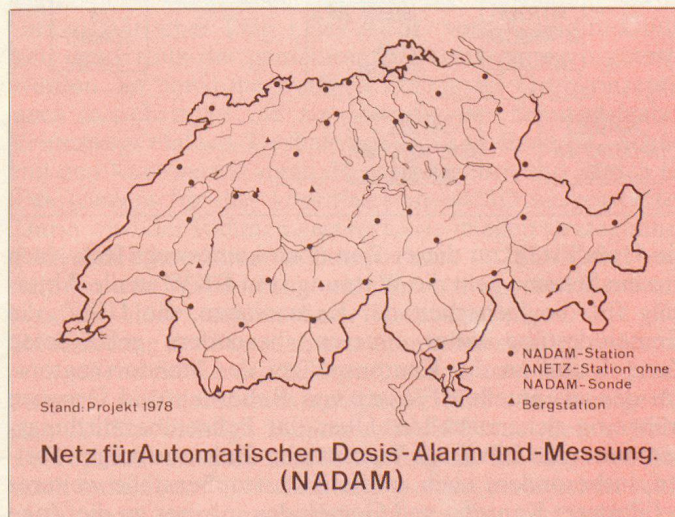 NADAM-Station
ANETZ-Station ohne
NADAM-Sonde
Bergstation
Stand: Projekt 1978
Netz für Automatischen Dosis-Alarm und -Messung.
(NADAM)